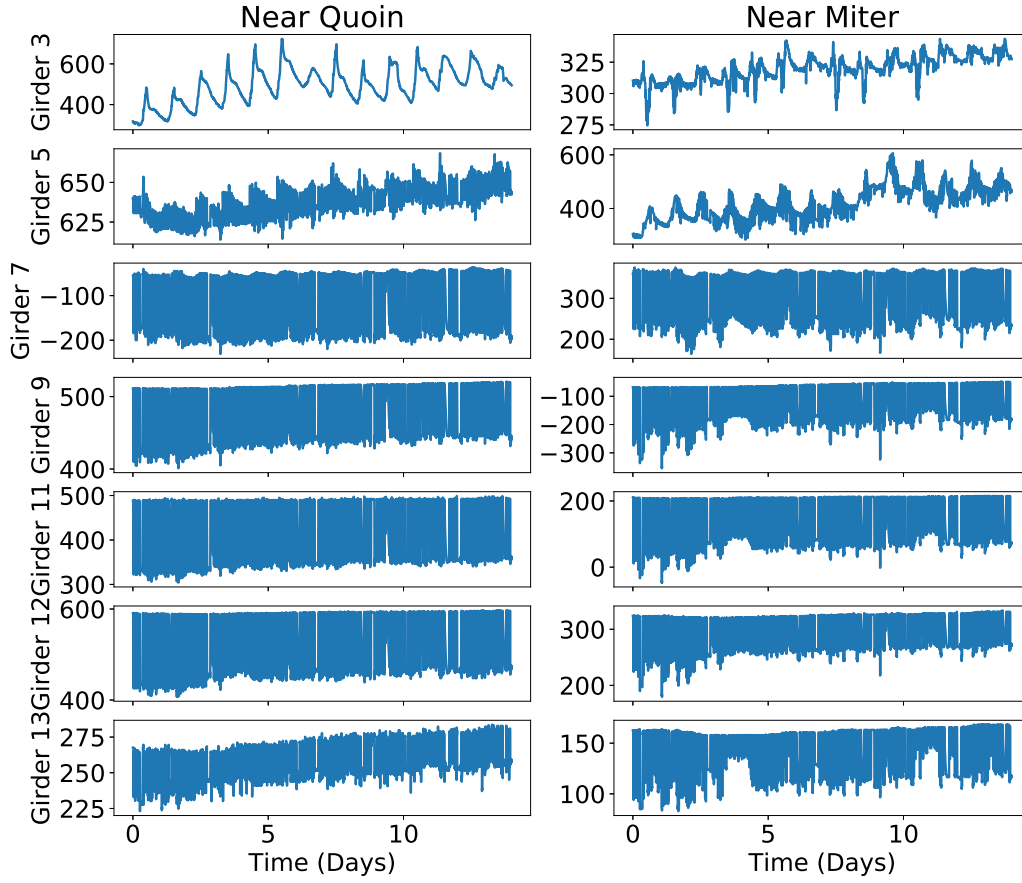 Near Quoin Near Miter
Girder 3 600 400 325 300 275
Girder 5 650 625 600 400
Girder 7 −100 −200 300 200
Girder 9 500 400 −100 −200 −300
Girder 11 500 400 300 200 0
Girder 12 600 400 300 200
Girder 13 275 250 225 150 100
0 5 10 0 5 10
Time (Days) Time (Days)